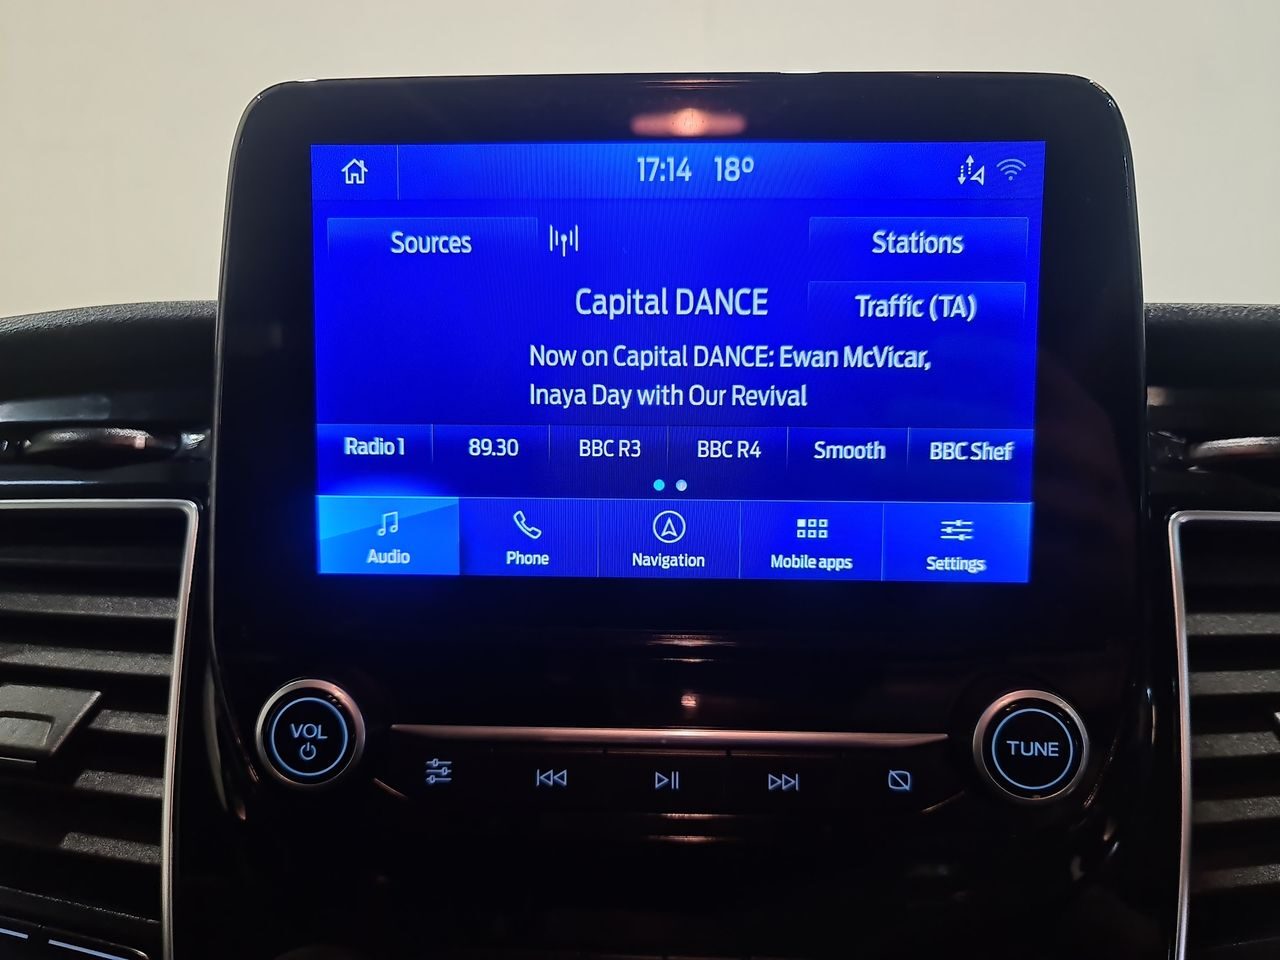 17:14 18º
Sources
Stations
Capital DANCE
Traffic (TA)
Now on Capital DANCE: Ewan McVicar,
Inaya Day with Our Revival
Radio 1
89.30
BBC R3
BBC R4
Smooth
BBC Shef
Audio
Phone
Navigation
Mobile apps
Settings
VOL
TUNE